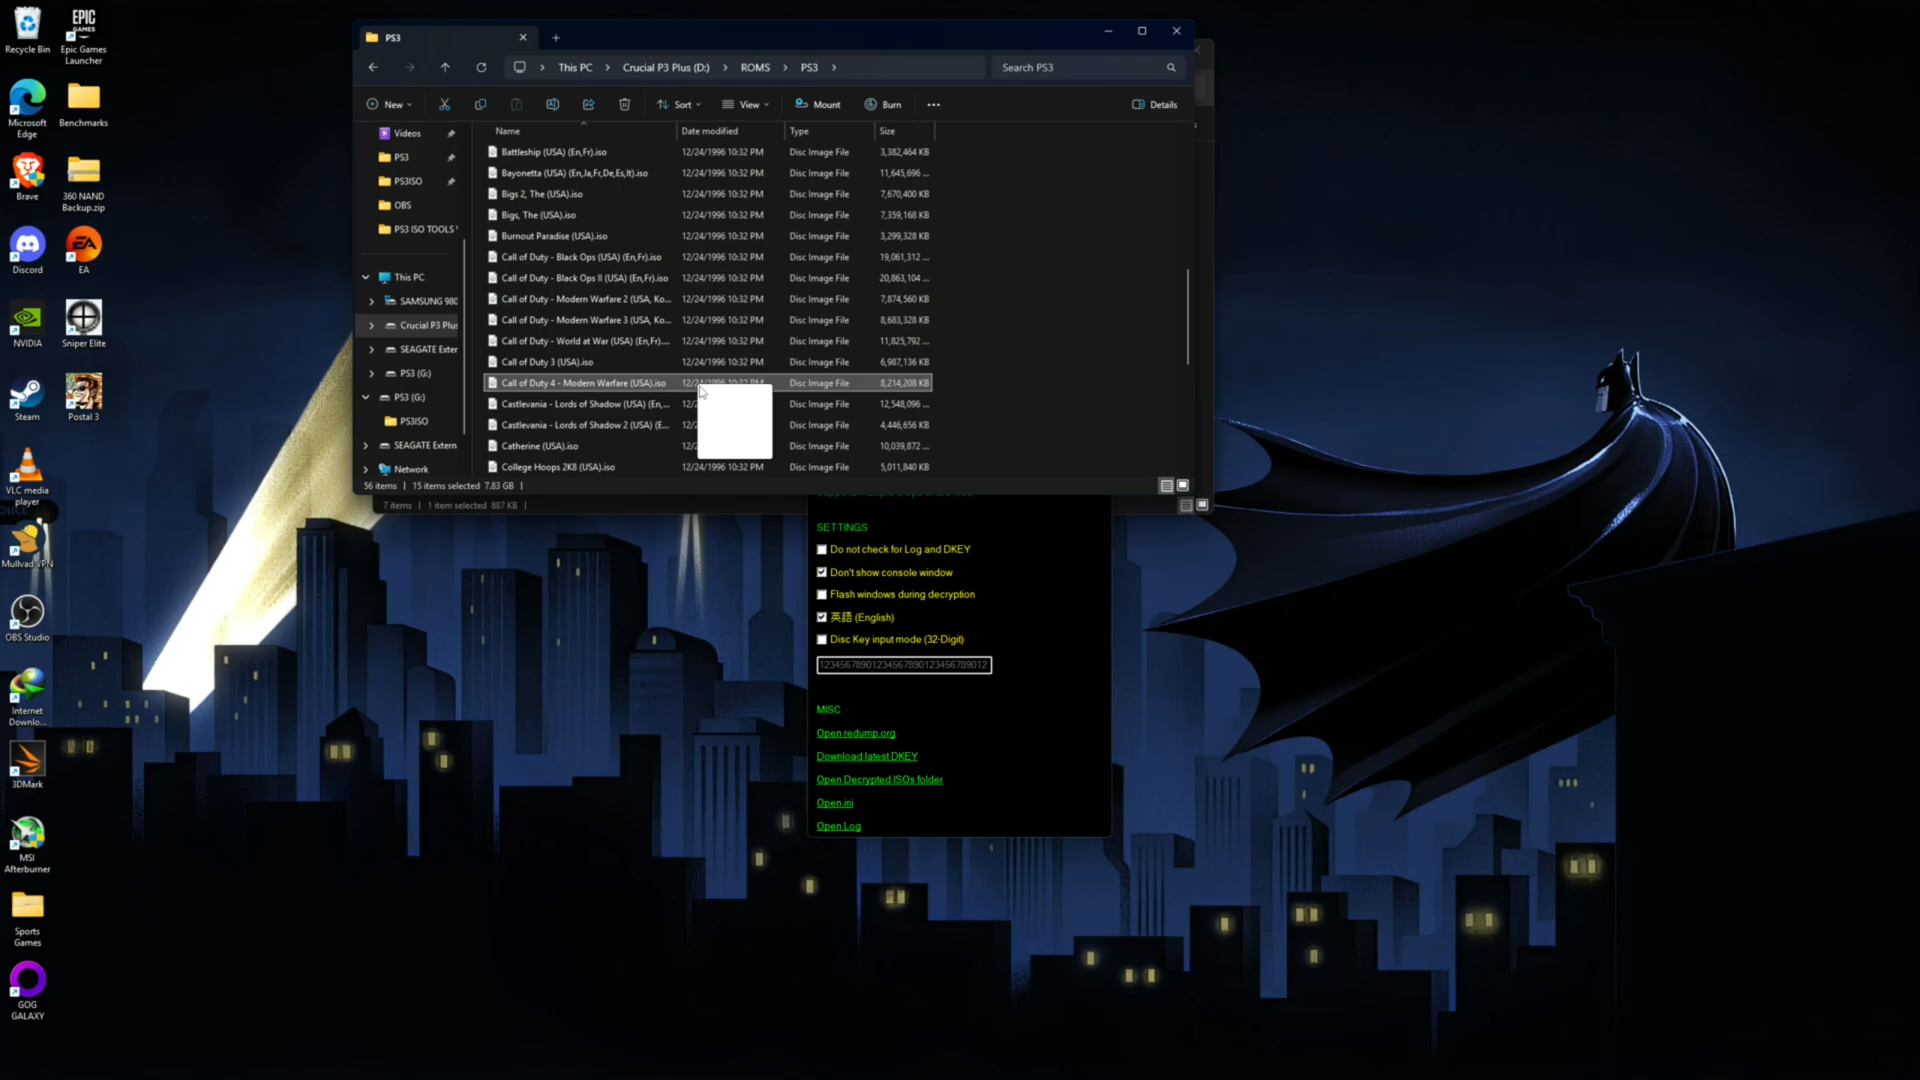 Recycle Bin
EPIC
GAMES
Epic Games
Launcher
Microsoft
Edge
Benchmarks
Brave
360 NAND
Backup.zip
Discord
EA
EA
NVIDIA
Sniper Elite
Steam
Postal 3
VLC media
player
Mullvad VPN
OBS Studio
Internet
Downlo...
3DMark
MSI
Afterburner
Sports
Games
GOG
GALAXY
PS3
This PC > Crucial P3 Plus (D:) > ROMS > PS3 >
Search PS3
New
Sort
View
Mount
Burn
Details
Videos
PS3
PS3ISO
OBS
PS3 ISO TOOLS
This PC
SAMSUNG 980
Crucial P3 Plus
SEAGATE Exter
PS3 (G:)
PS3 (G:)
PS3ISO
SEAGATE Extern
Network
Name Date modified Type Size
Battleship (USA) (En,Fr).iso 12/24/1996 10:32 PM Disc Image File 3,382,464 KB
Bayonetta (USA) (En,Ja,Fr,De,Es,It).iso 12/24/1996 10:32 PM Disc Image File 11,645,696 ...
Bigs 2, The (USA).iso 12/24/1996 10:32 PM Disc Image File 7,670,400 KB
Bigs, The (USA).iso 12/24/1996 10:32 PM Disc Image File 7,359,168 KB
Burnout Paradise (USA).iso 12/24/1996 10:32 PM Disc Image File 3,299,328 KB
Call of Duty - Black Ops (USA) (En,Fr).iso 12/24/1996 10:32 PM Disc Image File 19,061,312 ...
Call of Duty - Black Ops II (USA) (En,Fr).iso 12/24/1996 10:32 PM Disc Image File 20,863,104 ...
Call of Duty - Modern Warfare 2 (USA, Ko... 12/24/1996 10:32 PM Disc Image File 7,874,560 KB
Call of Duty - Modern Warfare 3 (USA, Ko... 12/24/1996 10:32 PM Disc Image File 8,683,328 KB
Call of Duty - World at War (USA) (En,Fr).... 12/24/1996 10:32 PM Disc Image File 11,825,792 ...
Call of Duty 3 (USA).iso 12/24/1996 10:32 PM Disc Image File 6,987,136 KB
Call of Duty 4 - Modern Warfare (USA).iso 12/24/1996 10:32 PM Disc Image File 8,214,208 KB
Castlevania - Lords of Shadow (USA) (En,... 12/2 Disc Image File 12,548,096 ...
Castlevania - Lords of Shadow 2 (USA) (E... 12/2 Disc Image File 4,446,656 KB
Catherine (USA).iso 12/2 Disc Image File 10,039,872 ...
College Hoops 2K8 (USA).iso 12/24/1996 10:32 PM Disc Image File 5,011,840 KB
56 items | 15 items selected 7.83 GB |
7 items | 1 item selected 887 KB |
SETTINGS
Do not check for Log and DKEY
Don't show console window
Flash windows during decryption
英語 (English)
Disc Key input mode (32-Digit)
12345678901234567890123456789012
MISC
Open redump.org
Download latest DKEY
Open Decrypted ISOs folder
Open ini
Open Log